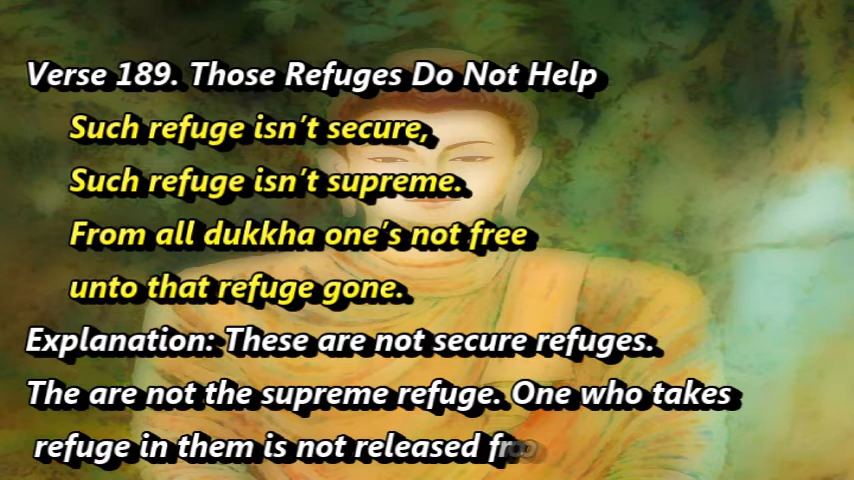 Verse 189. Those Refuges Do Not Help
Such refuge isn't secure,
Such refuge isn't supreme.
From all dukkha one's not free
unto that refuge gone.
Explanation: These are not secure refuges.
The are not the supreme refuge. One who takes
refuge in them is not released